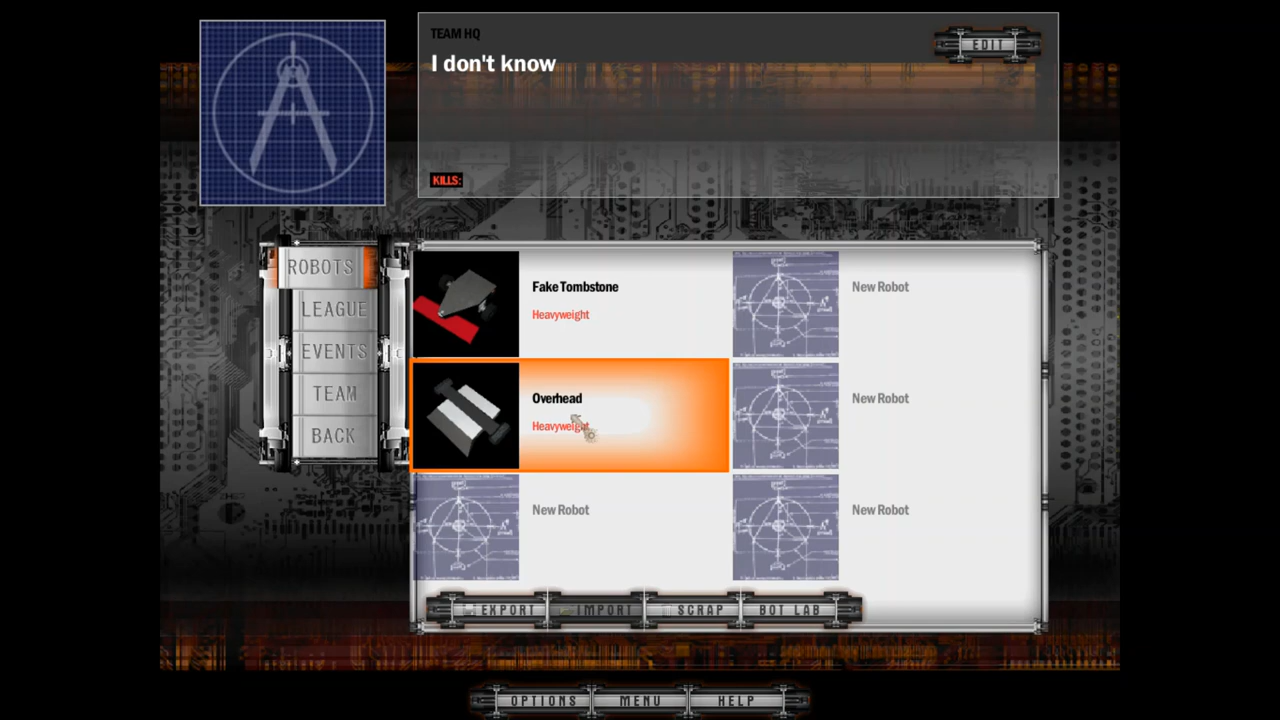 TEAM HQ
I don't know
EDIT
KILLS:
ROBOTS
LEAGUE
EVENTS
TEAM
BACK
Fake Tombstone
Heavyweight
New Robot
Overhead
Heavyweight
New Robot
New Robot
New Robot
EXPORT
IMPORT
SCRAP
BOT LAB
OPTIONS
MENU
HELP